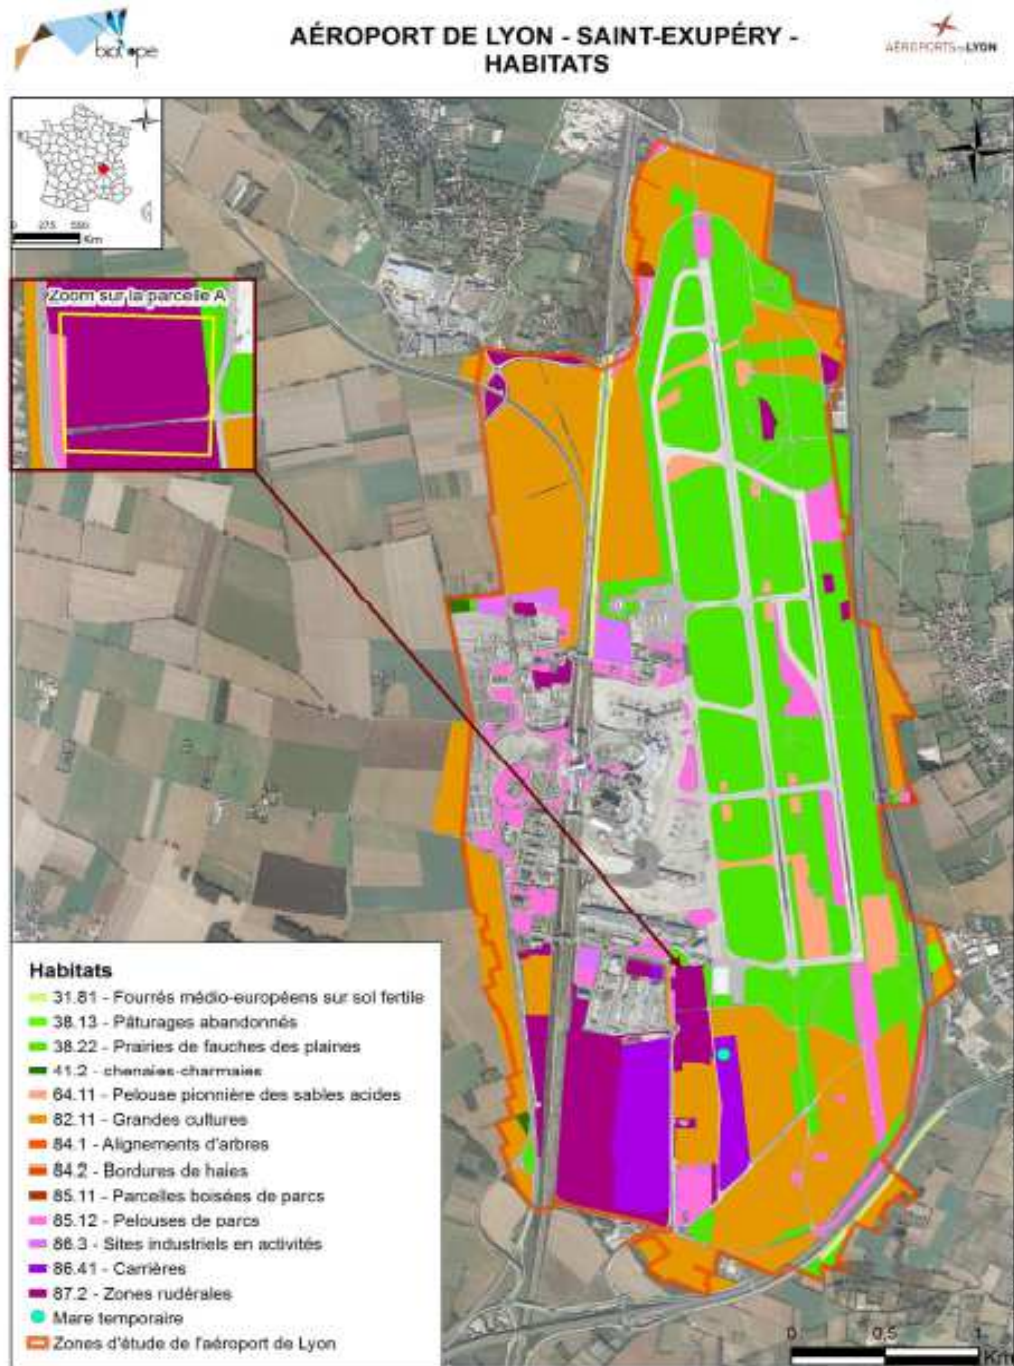 biotope
AÉROPORT DE LYON - SAINT-EXUPÉRY -
HABITATS
AÉROPORTS DE LYON
N
0 275 550
Km
Zoom sur la parcelle A
Habitats
31.81 - Fourrés médio-européens sur sol fertile
38.13 - Pâturages abandonnés
38.22 - Prairies de fauches des plaines
41.2 - chenaies-charmaies
64.11 - Pelouse pionnière des sables acides
82.11 - Grandes cultures
84.1 - Alignements d'arbres
84.2 - Bordures de haies
85.11 - Parcelles boisées de parcs
85.12 - Pelouses de parcs
86.3 - Sites industriels en activités
86.41 - Carrières
87.2 - Zones rudérales
Mare temporaire
Zones d'étude de l'aéroport de Lyon
0 0,5 1
Km